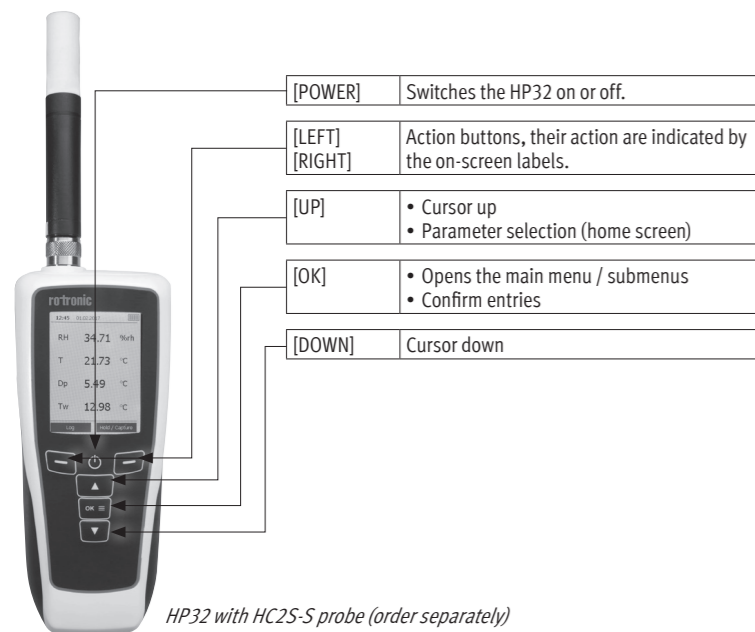 [POWER] Switches the HP32 on or off.
[LEFT] Action buttons, their action are indicated by
[RIGHT] the on-screen labels.
[UP] • Cursor up
• Parameter selection (home screen)
[OK] • Opens the main menu / submenus
• Confirm entries
[DOWN] Cursor down
rotronic
12:45
RH 34.71 %rh
T 21.73 °C
Dp 5.49 °C
Tw 12.98 °C
Log Hold / Capture
OK
HP32 with HC2S-S probe (order separately)